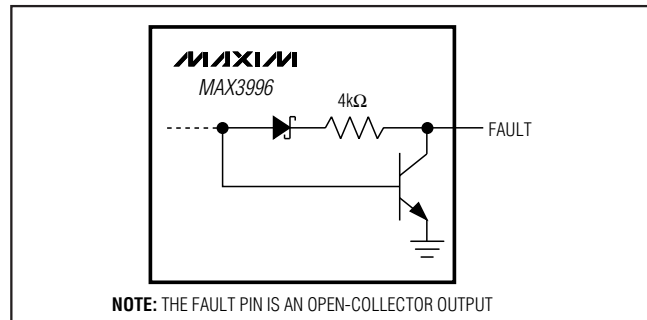 MAXIM
MAX3996
4kΩ
FAULT
NOTE: THE FAULT PIN IS AN OPEN-COLLECTOR OUTPUT